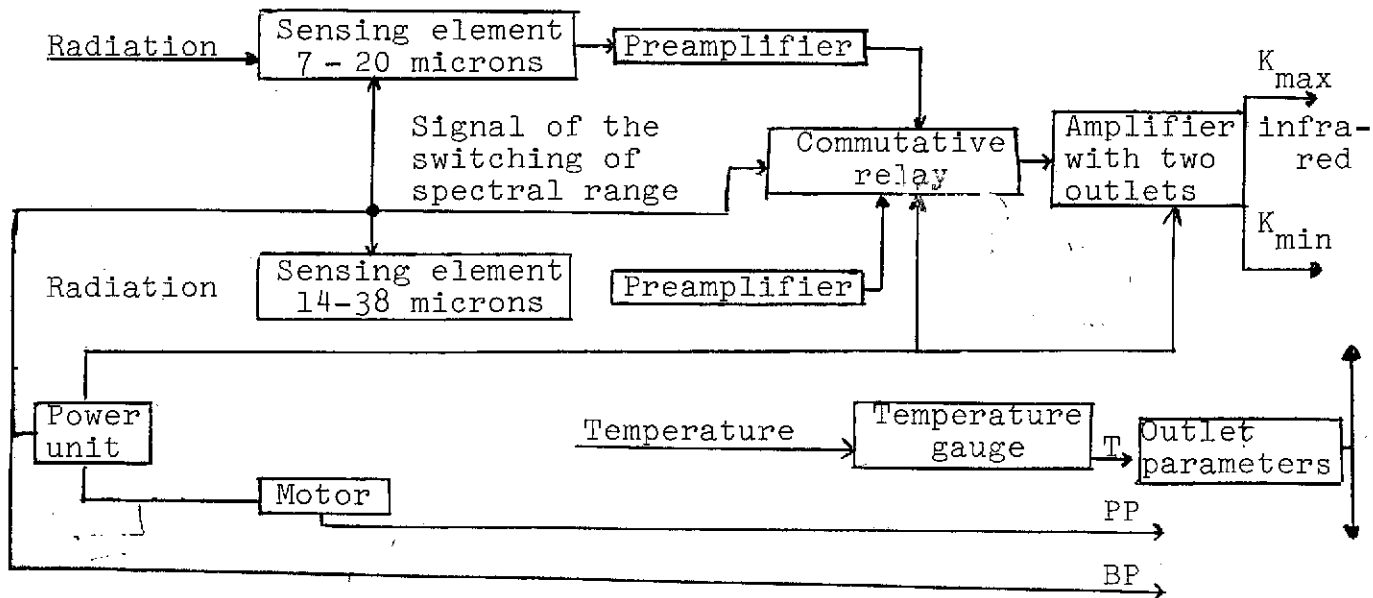 Radiation
Sensing element
7 - 20 microns
Preamplifier
Signal of the
switching of
spectral range
Commutative
relay
Amplifier
with two
outlets
K max
infra-
red
K min
Radiation
Sensing element
14-38 microns
Preamplifier
Power
unit
Temperature
Temperature
gauge
T
Outlet
parameters
Motor
PP
BP